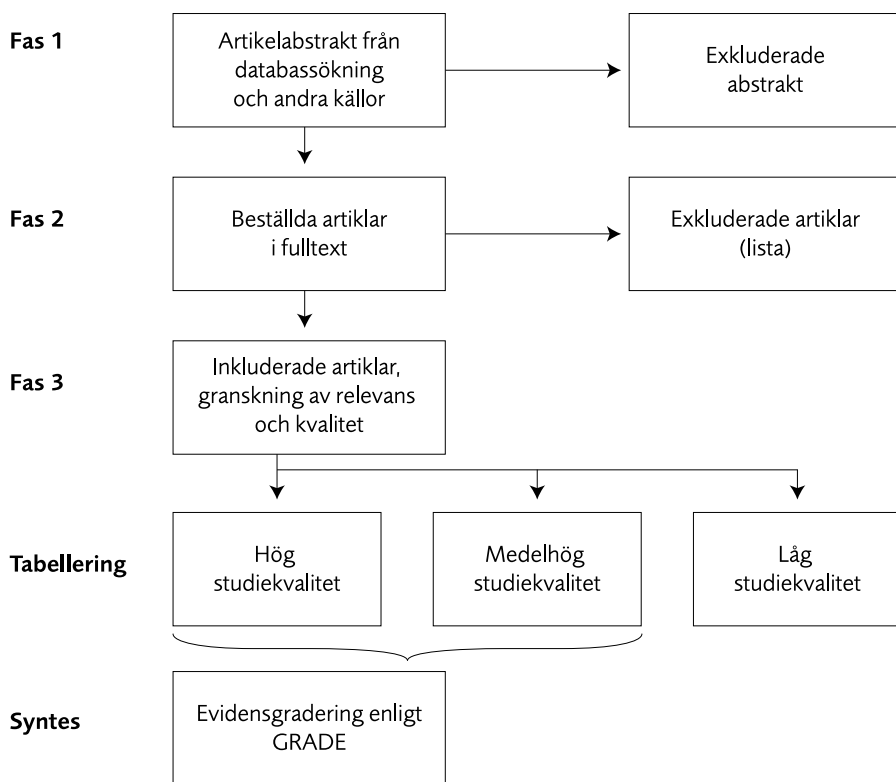 Fas 1
Artikelabstrakt från
databassökning
och andra källor
Exkluderade
abstrakt
Fas 2
Beställda artiklar
i fulltext
Exkluderade artiklar
(lista)
Fas 3
Inkluderade artiklar,
granskning av relevans
och kvalitet
Tabellering
Hög
studiekvalitet
Medelhög
studiekvalitet
Låg
studiekvalitet
Syntes
Evidensgradering enligt
GRADE